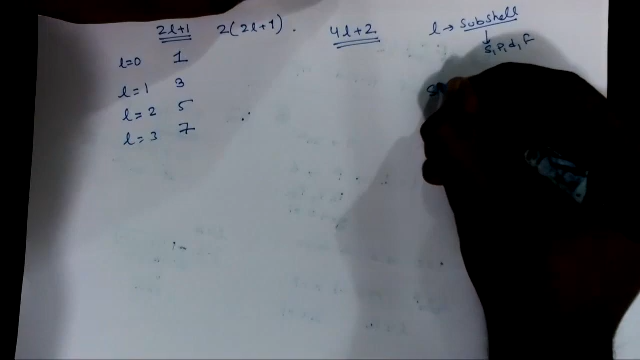 2l+1 2(2l+1). 4l+2 l → Subshell
s, p, d, f
l=0 1
l=1 3
l=2 5
l=3 7